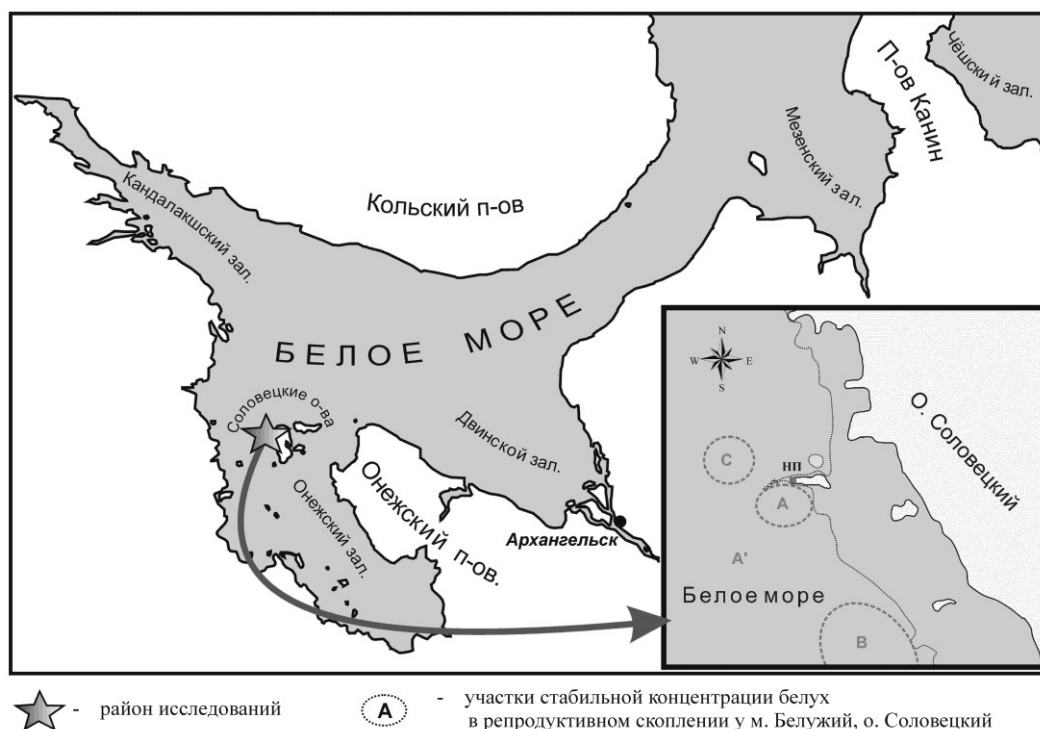 Чёшский зал.
П-ов Канин
Мезенский зал.
Кандалакшский зал.
Кольский п-ов
БЕЛОЕ МОРЕ
Соловецкие о-ва
Двинской зал.
Онежский п-ов.
Онежский зал.
Архангельск
N
W E
S
О. Соловецкий
C
НП
A
A'
Белое море
B
- район исследований
A - участки стабильной концентрации белух
в репродуктивном скоплении у м. Белужий, о. Соловецкий